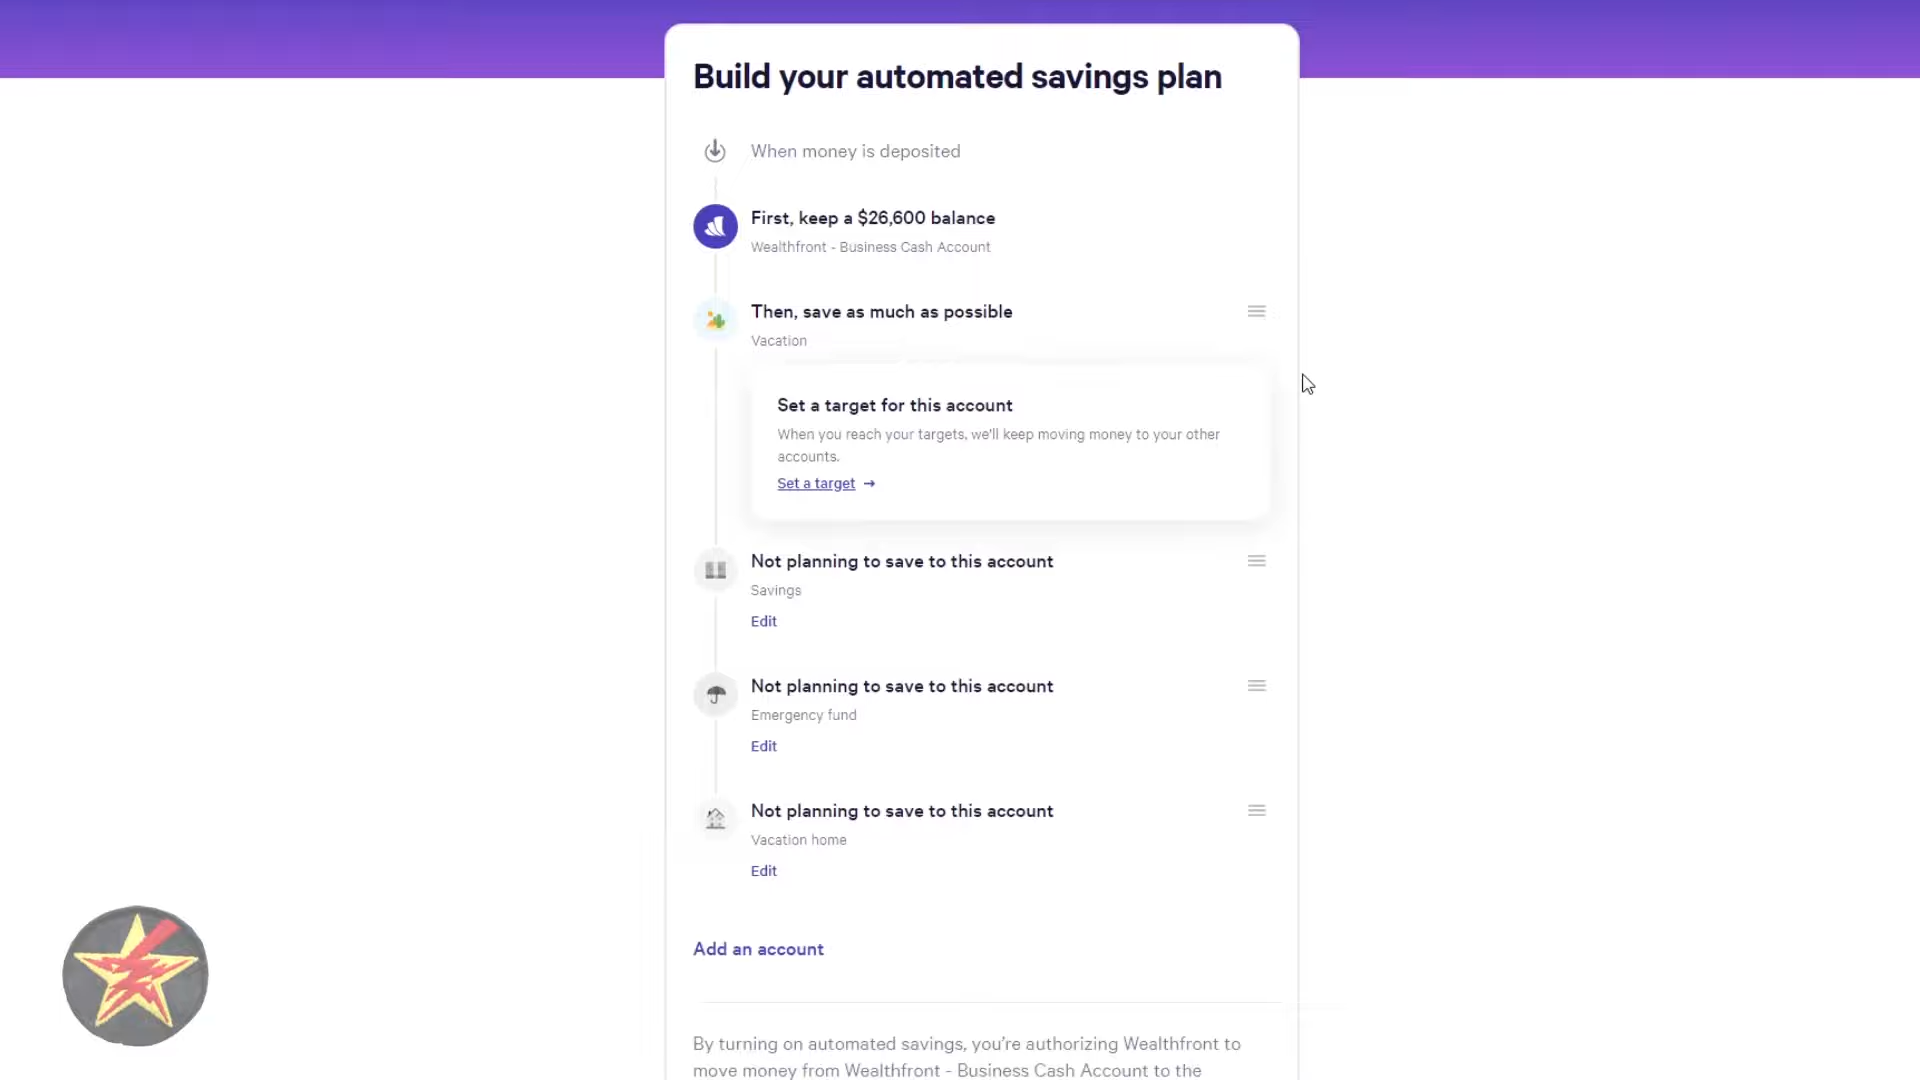 Build your automated savings plan
When money is deposited
First, keep a $26,600 balance
Wealthfront - Business Cash Account
Then, save as much as possible
Vacation
Set a target for this account
When you reach your targets, we'll keep moving money to your other
accounts.
Set a target →
Not planning to save to this account
Savings
Edit
Not planning to save to this account
Emergency fund
Edit
Not planning to save to this account
Vacation home
Edit
Add an account
By turning on automated savings, you’re authorizing Wealthfront to
move money from Wealthfront - Business Cash Account to the